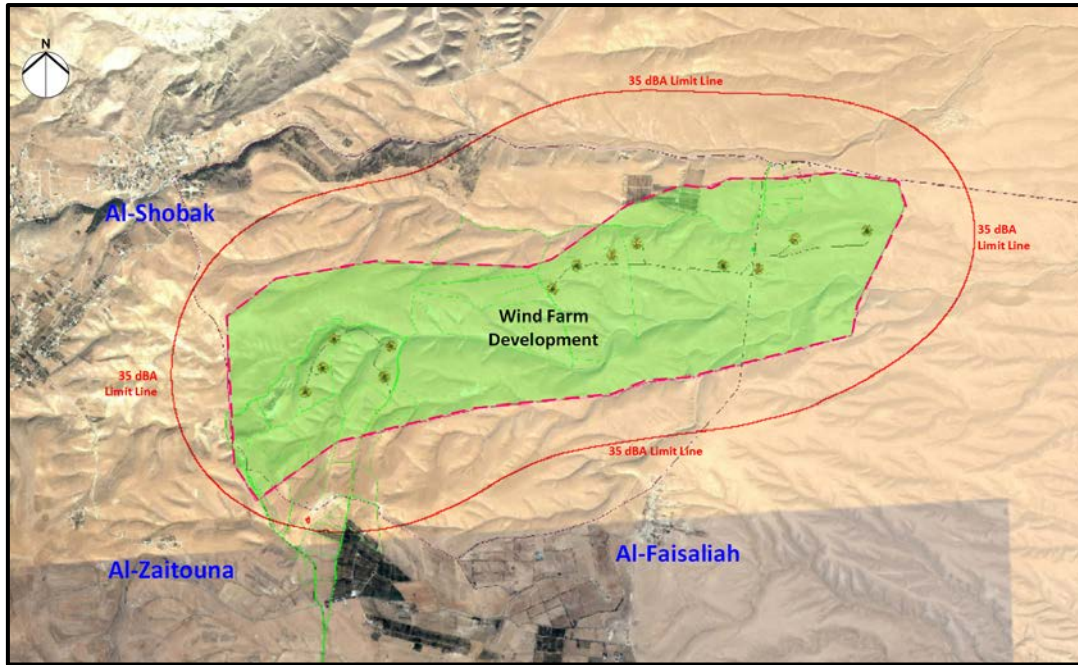 N
35 dBA Limit Line
Al-Shobak
35 dBA
Limit Line
Wind Farm
Development
35 dBA
Limit Line
35 dBA Limit Line
Al-Zaitouna
Al-Faisaliah